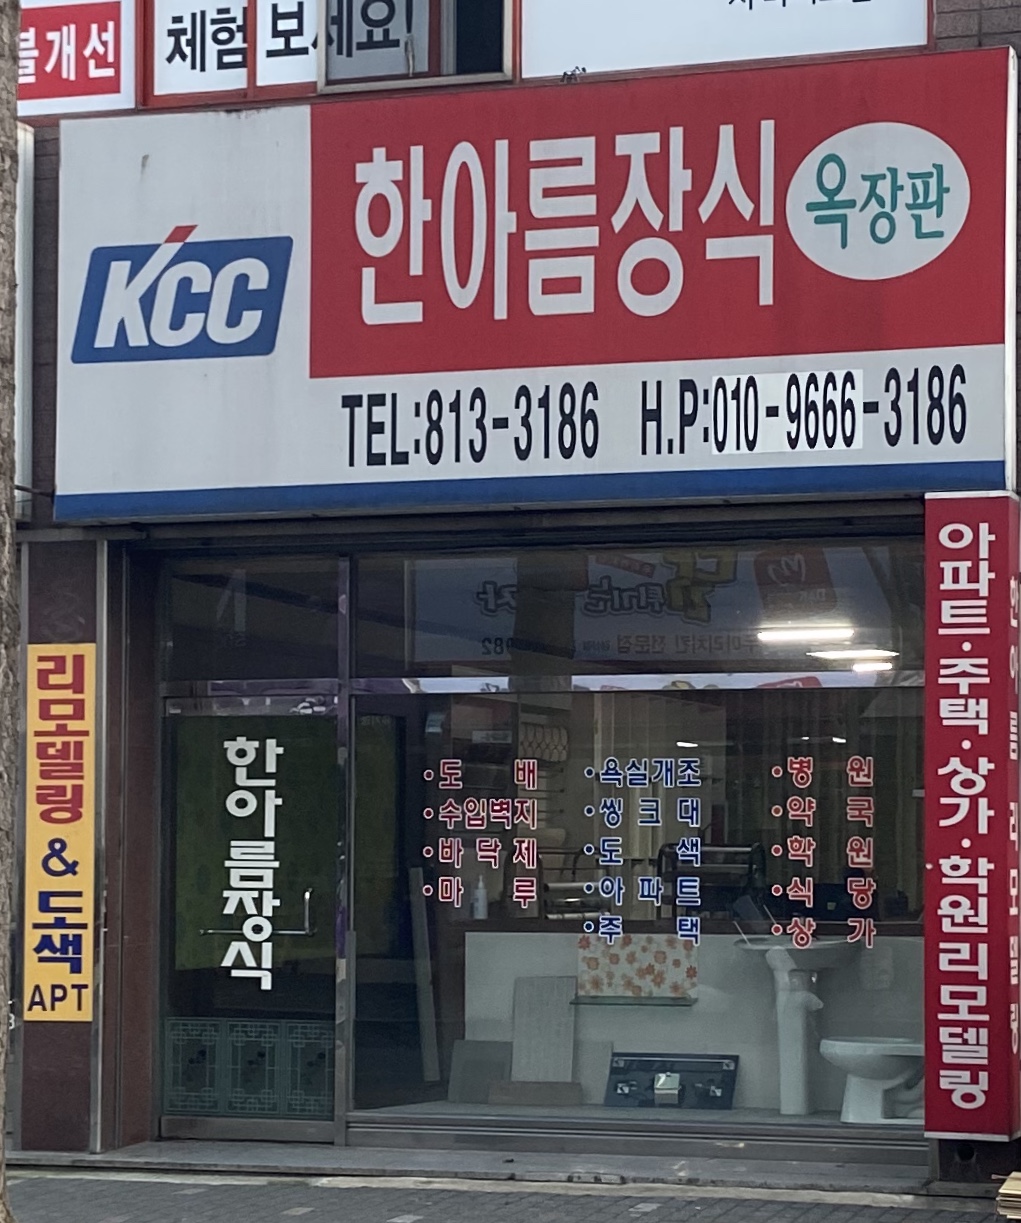 불개선
체험 보세요!
KCC
한아름장식
옥장판
TEL:813-3186 H.P:010-9666-3186
리모델링 & 도색
APT
한아름장식
·도 배
·수입벽지
·바닥제
·마 루
·욕실개조
·씽크대
·도 색
·아파트
·주 택
·병 원
·약 국
·학 원
·식 당
·상 가
아파트·주택·상가·학원리모델링